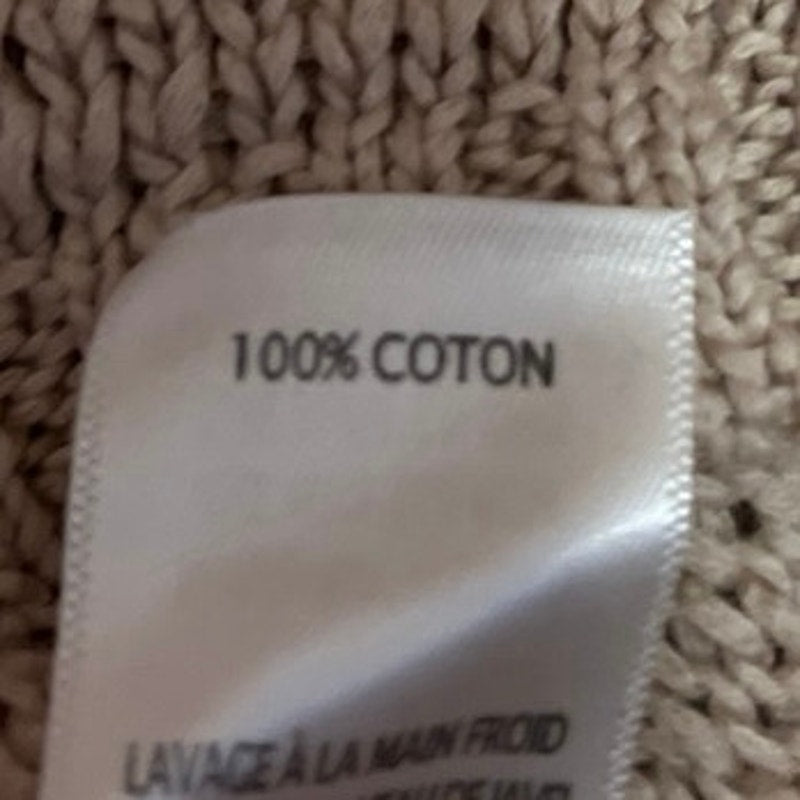 100% COTON
LAVAGE À LA MAIN FROID